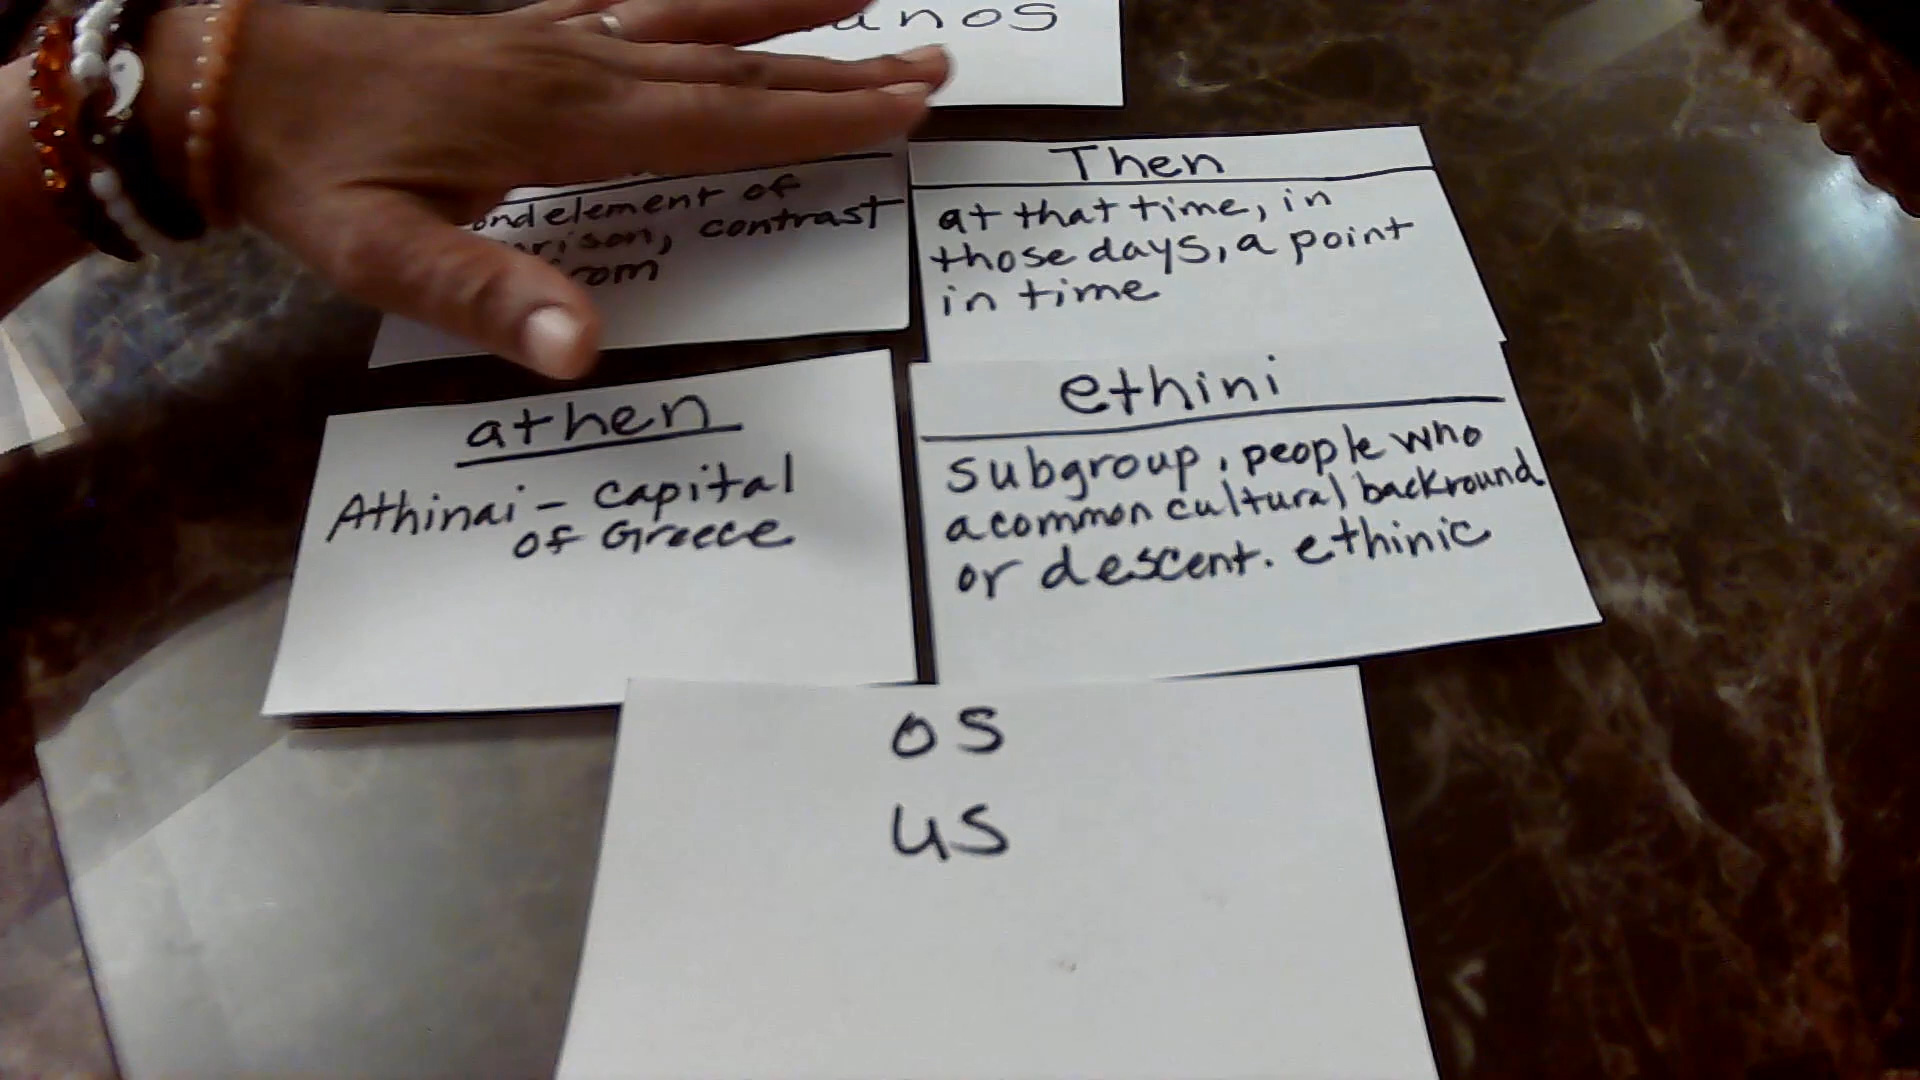 anos
element of
contrast
from
Then
at that time, in
those days, a point
in time
athen
Athinai - capital
of Greece
ethini
subgroup, people who
a common cultural backround
or descent. ethinic
os
us